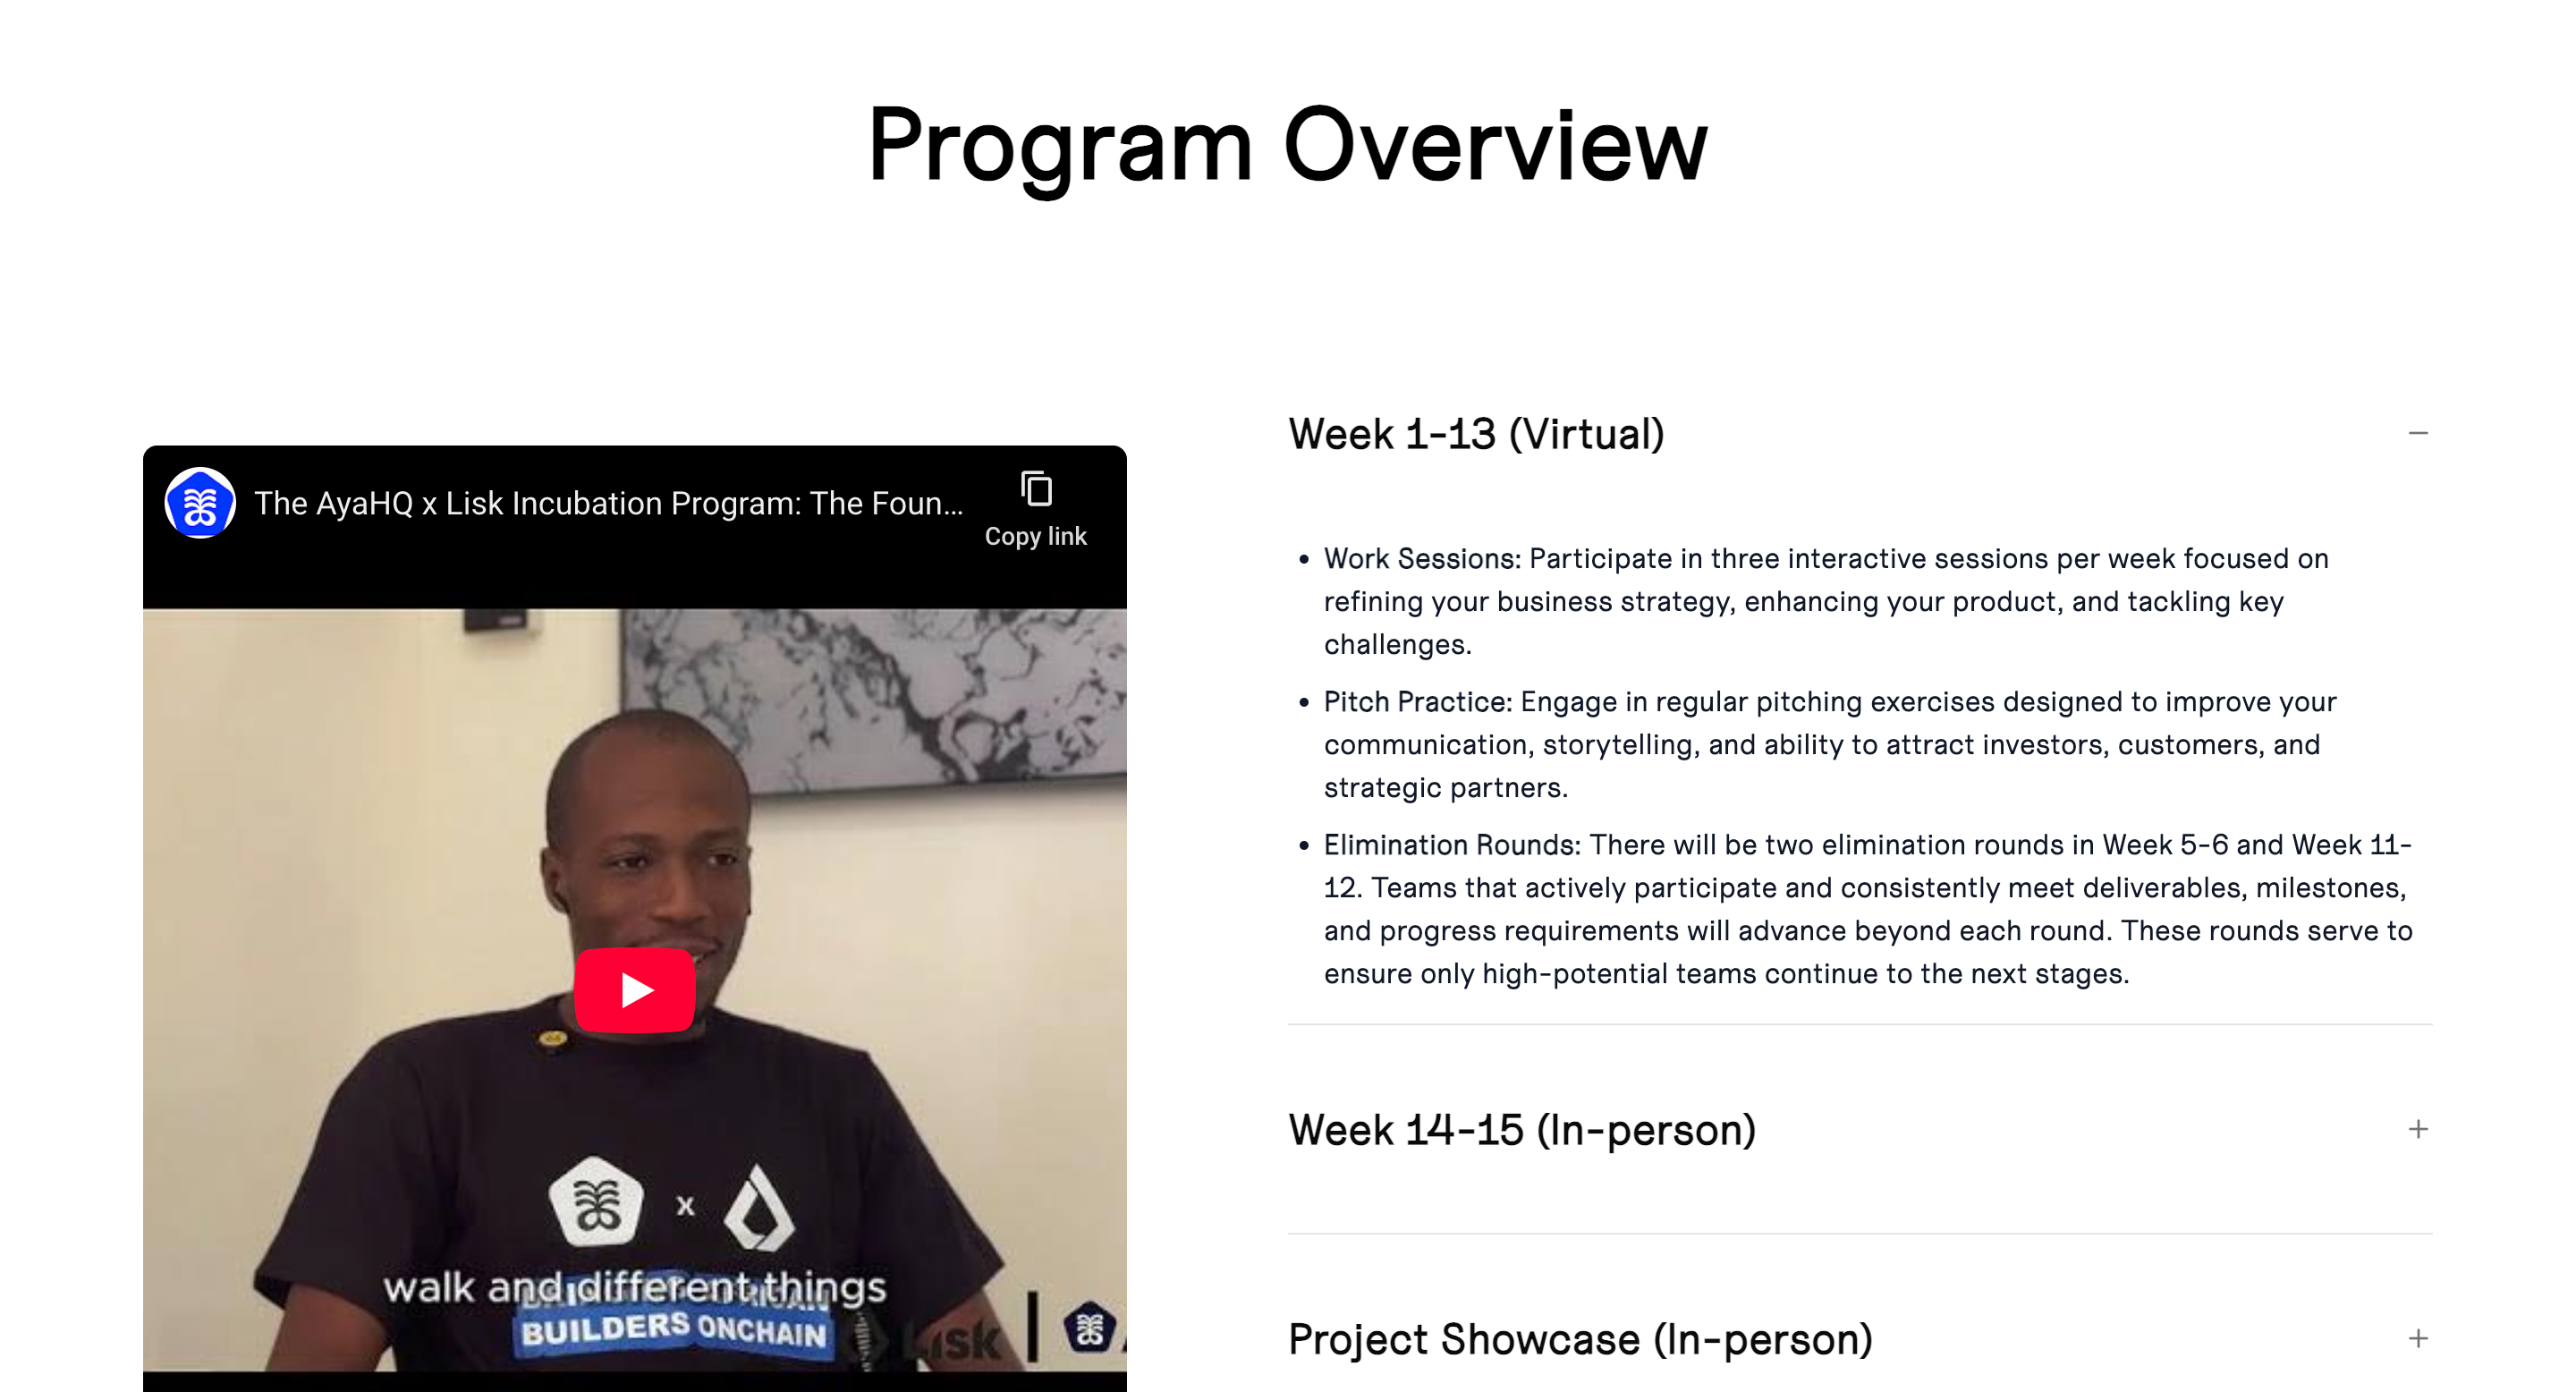 Program Overview
The AyaHQ x Lisk Incubation Program: The Foun...
Copy link
x
walk and different things
BUILDERS ONCHAIN
Lisk
Week 1-13 (Virtual)
Work Sessions: Participate in three interactive sessions per week focused on
refining your business strategy, enhancing your product, and tackling key
challenges.
Pitch Practice: Engage in regular pitching exercises designed to improve your
communication, storytelling, and ability to attract investors, customers, and
strategic partners.
Elimination Rounds: There will be two elimination rounds in Week 5-6 and Week 11-
12. Teams that actively participate and consistently meet deliverables, milestones,
and progress requirements will advance beyond each round. These rounds serve to
ensure only high-potential teams continue to the next stages.
Week 14-15 (In-person)
Project Showcase (In-person)